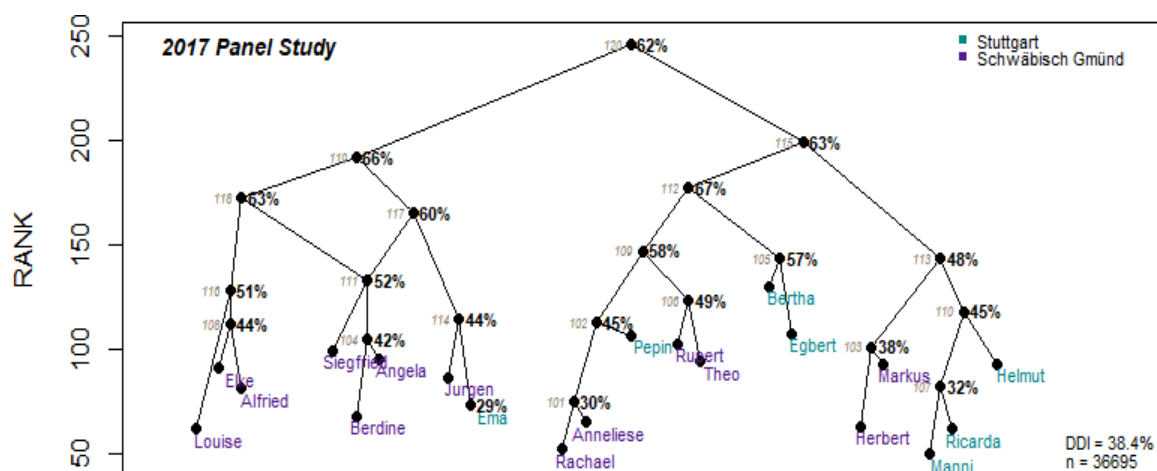 250
2017 Panel Study
120 62%
Stuttgart
Schwäbisch Gmünd
200
119 66%
115 63%
118 63%
112 67%
117 60%
150
109 58%
105 57%
113 48%
111 52%
116 51%
Bertha
106 49%
110 45%
114 44%
108 44%
102 45%
104 42%
Pepin
Rupert
Egbert
100
103 38%
Siegfried
Angela
Theo
Markus
Helmut
Elke
Jurgen
Alfried
107 32%
29%
Ema
101 30%
Berdine
Anneliese
Herbert
Ricarda
Louise
Rachael
Manni
50
DDI = 38.4%
n = 36695
RANK